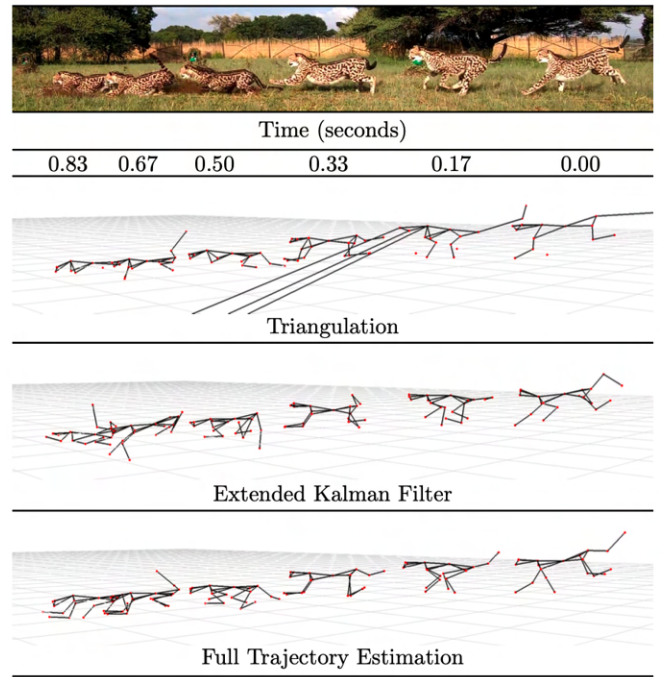 Time (seconds)
0.83 0.67 0.50 0.33 0.17 0.00
Triangulation
Extended Kalman Filter
Full Trajectory Estimation